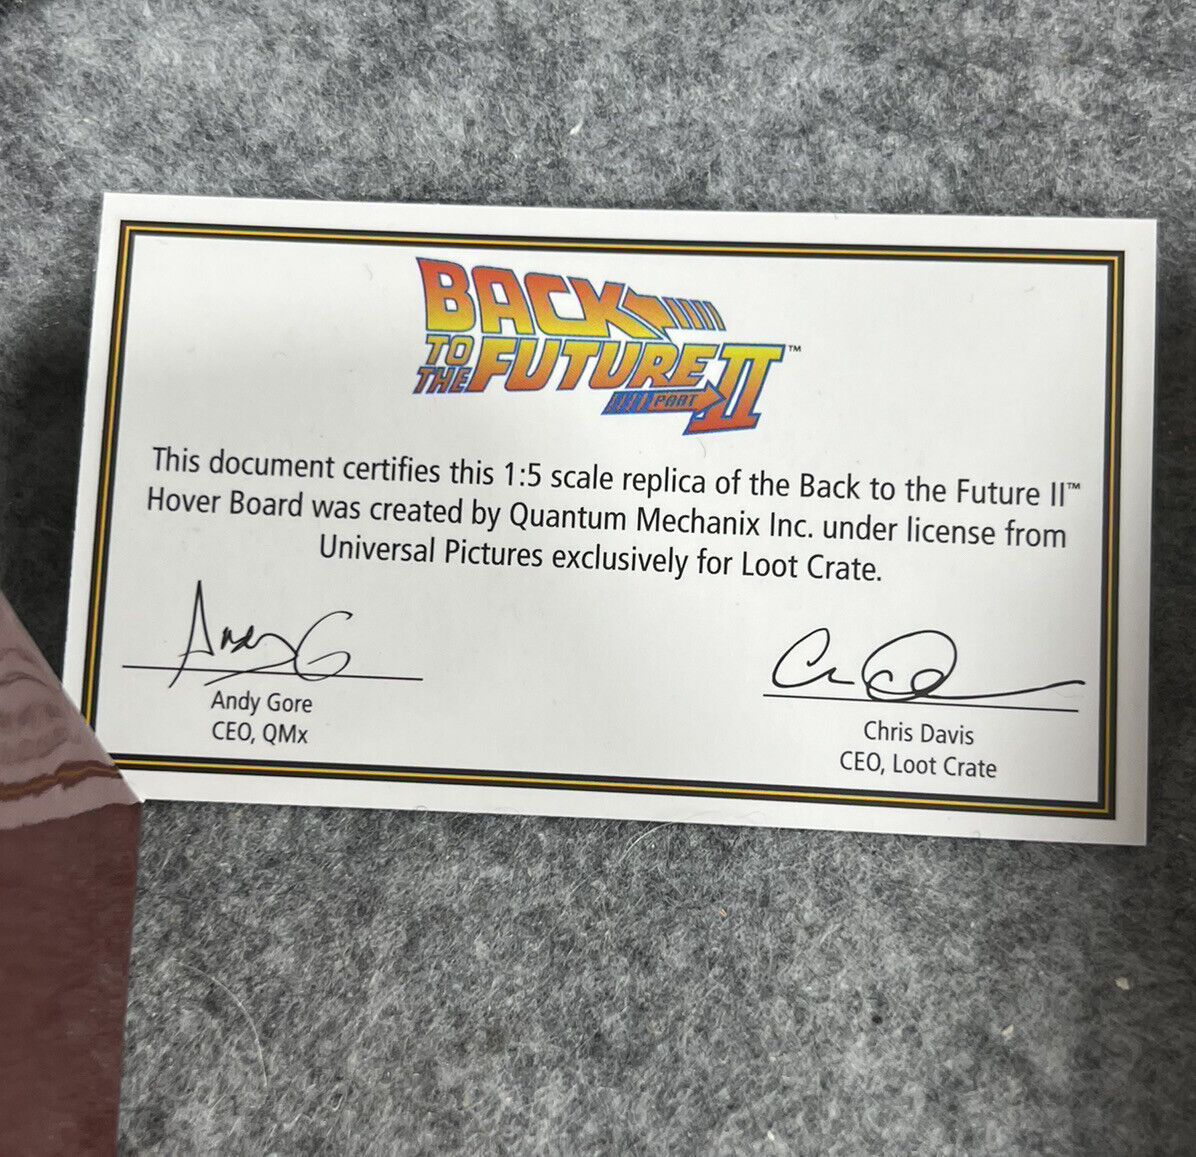 BACK
TO THE FUTURE II™
PART
This document certifies this 1:5 scale replica of the Back to the Future II™
Hover Board was created by Quantum Mechanix Inc. under license from
Universal Pictures exclusively for Loot Crate.
Andy G
Andy Gore
CEO, QMx
Chris Davis
CEO, Loot Crate